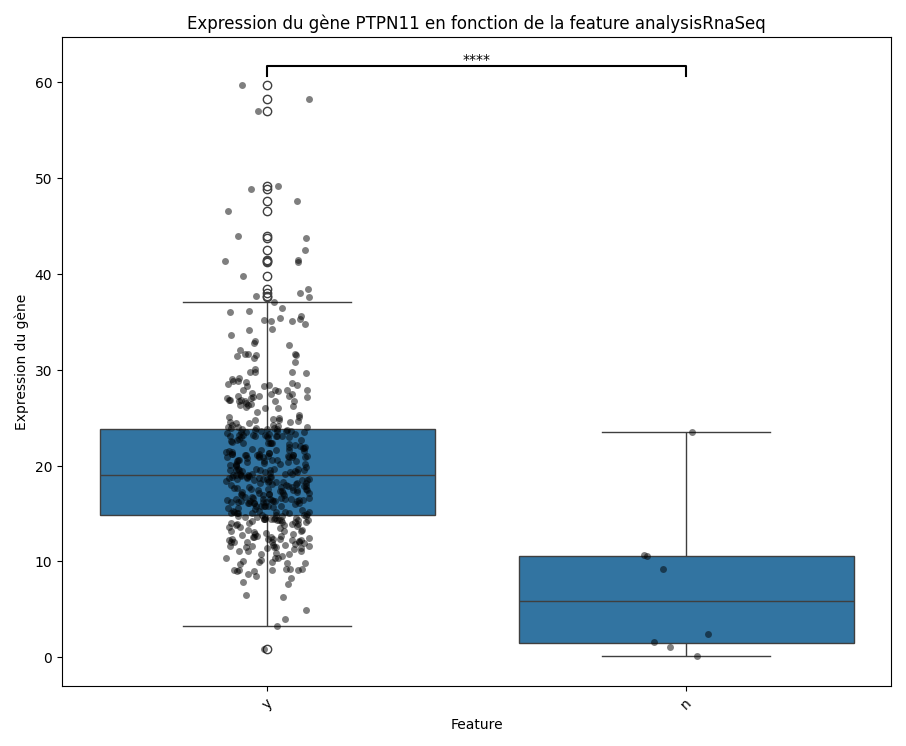 Expression du gène PTPN11 en fonction de la feature analysisRnaSeq
****
60
50
40
30
20
10
0
Expression du gène
y
n
Feature